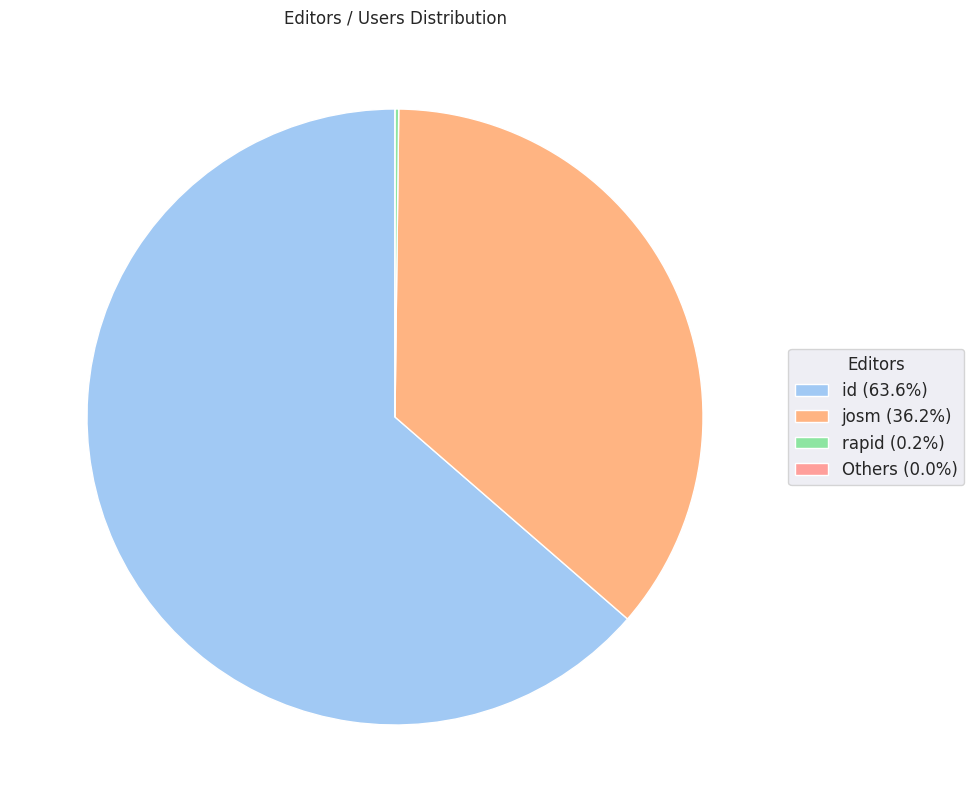 Editors / Users Distribution
Editors
id (63.6%)
josm (36.2%)
rapid (0.2%)
Others (0.0%)